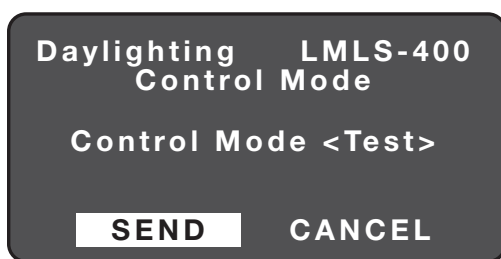 Daylighting LMLS-400
Control Mode
Control Mode <Test>
SEND CANCEL